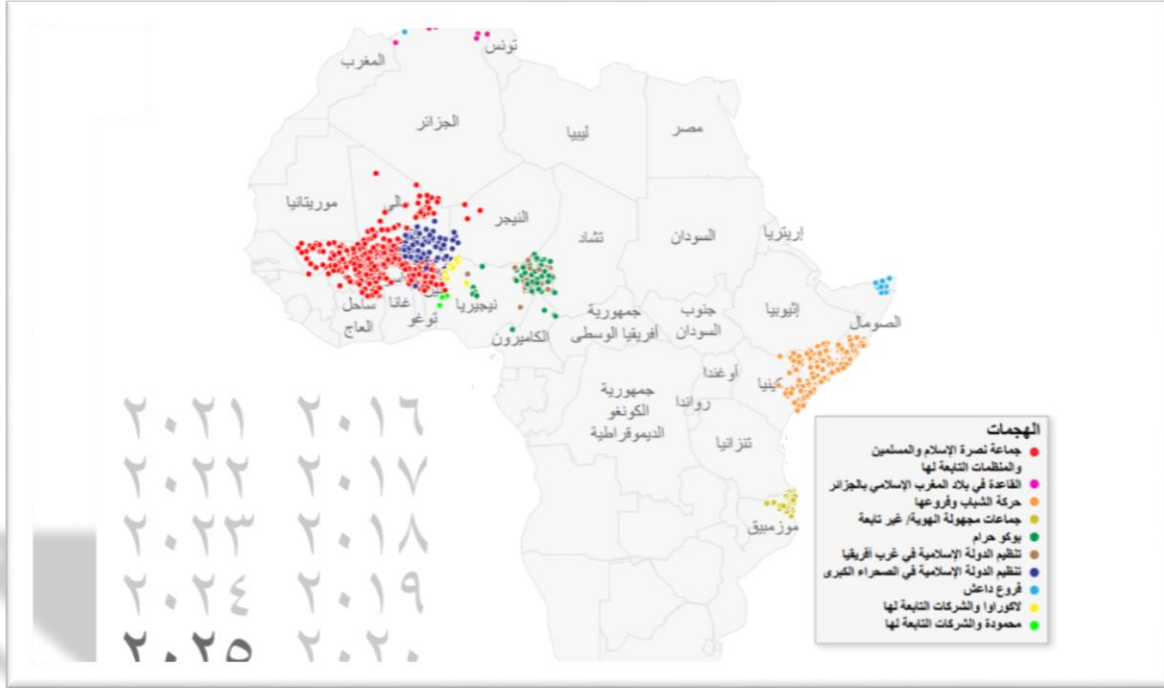 تونس
المغرب
الجزائر
ليبيا
مصر
موريتانيا
النيجر
تشاد
السودان
إريتريا
ساحل
العاج
غانا
توغو
نيجيريا
الكاميرون
جمهورية
أفريقيا الوسطى
جنوب
السودان
إثيوبيا
الصومال
أوغندا
كينيا
رواندا
جمهورية
الكونغو
الديموقراطية
تنزانيا
موزمبيق
٢٠١٦
٢٠١٧
٢٠١٨
٢٠١٩
٢٠٢٠
٢٠٢١
٢٠٢٢
٢٠٢٣
٢٠٢٤
٢٠٢٥
الهجمات
جماعة نصرة الإسلام والمسلمين
والمنظمات التابعة لها
القاعدة في بلاد المغرب الإسلامي بالجزائر
حركة الشباب وفروعها
جماعات مجهولة الهوية/ غير تابعة
بوكو حرام
تنظيم الدولة الإسلامية في غرب أفريقيا
تنظيم الدولة الإسلامية في الصحراء الكبرى
فروع داعش
لاكوراوا والشركات التابعة لها
محمودة والشركات التابعة لها